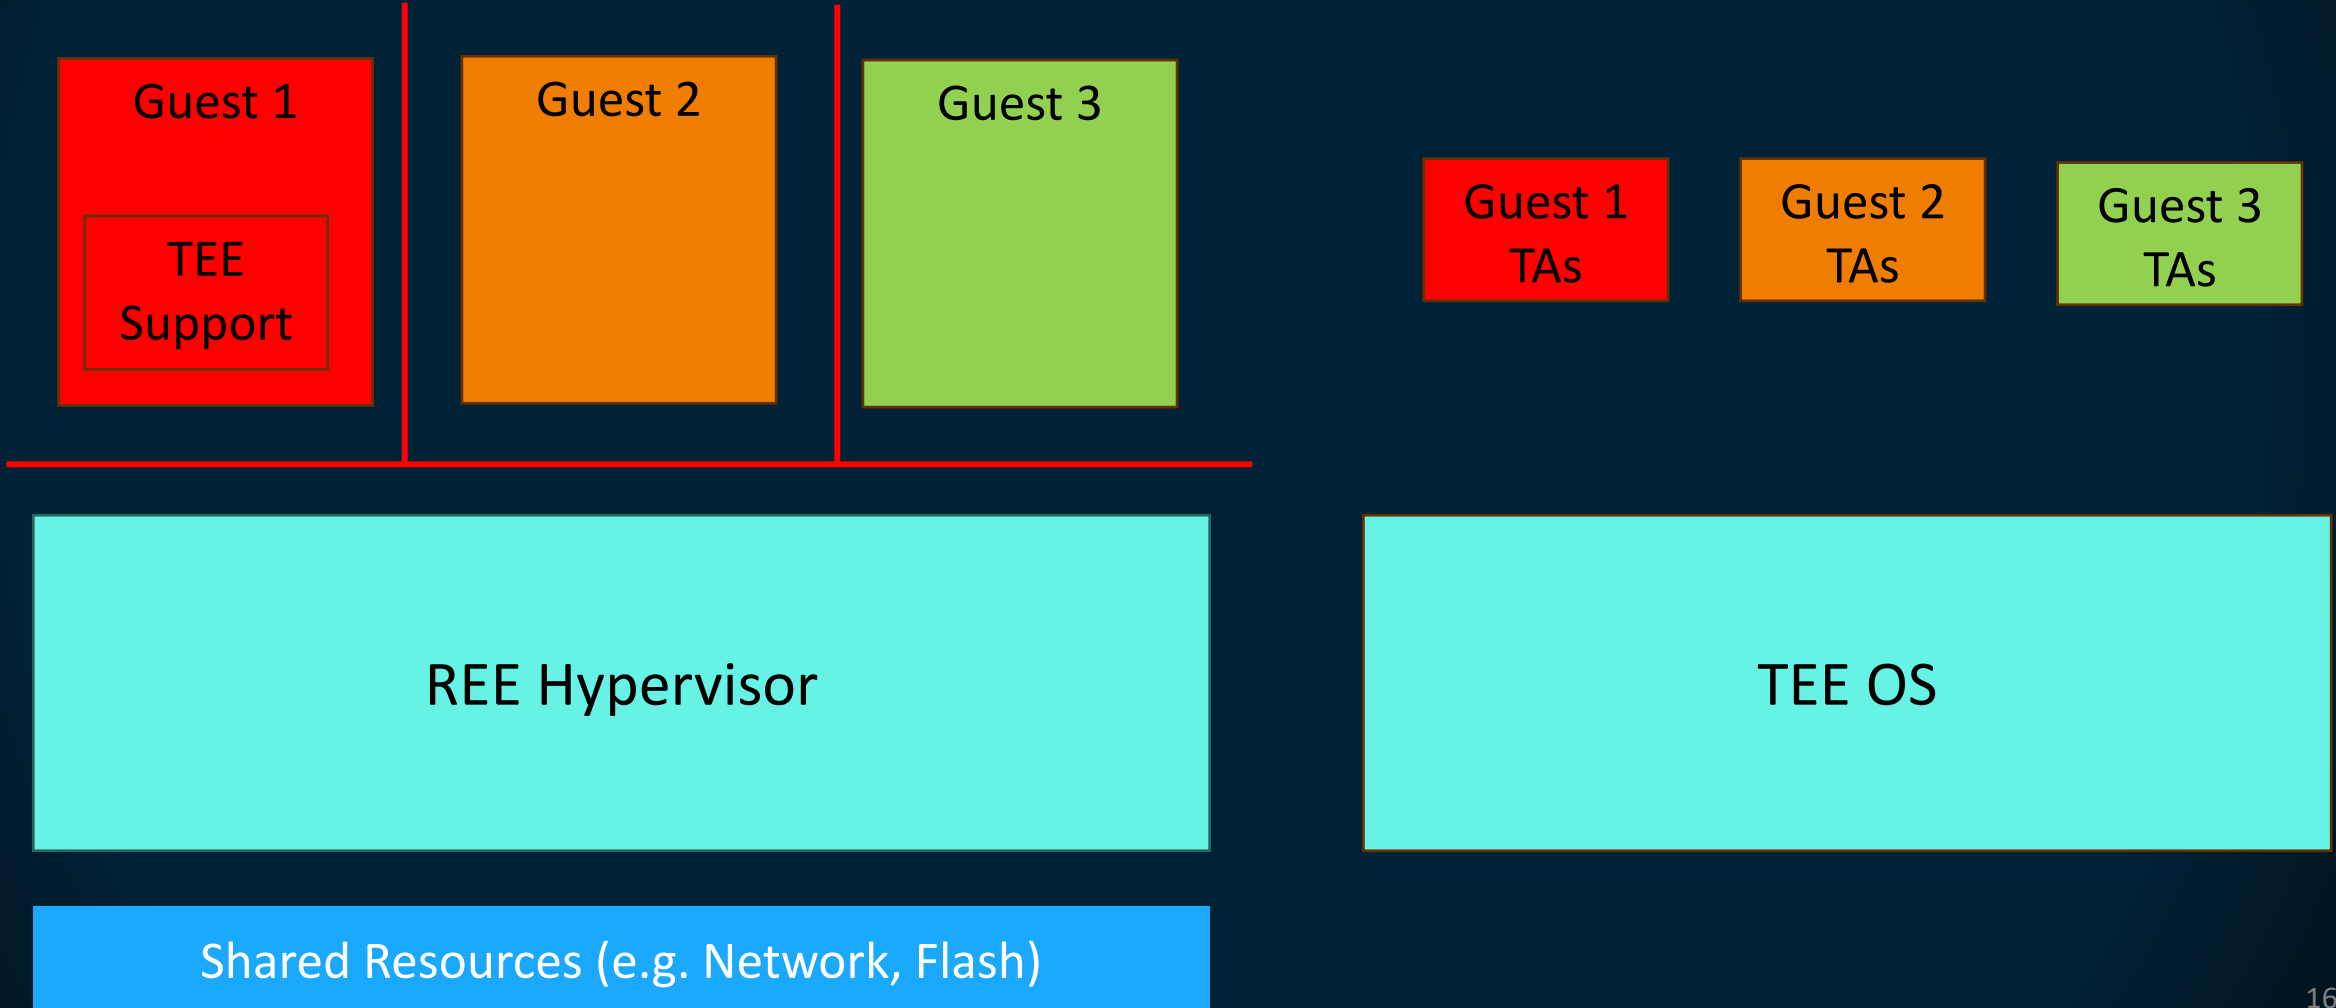 Guest 1
TEE
Support
Guest 2
Guest 3
Guest 1
TAs
Guest 2
TAs
Guest 3
TAs
REE Hypervisor
TEE OS
Shared Resources (e.g. Network, Flash)
16